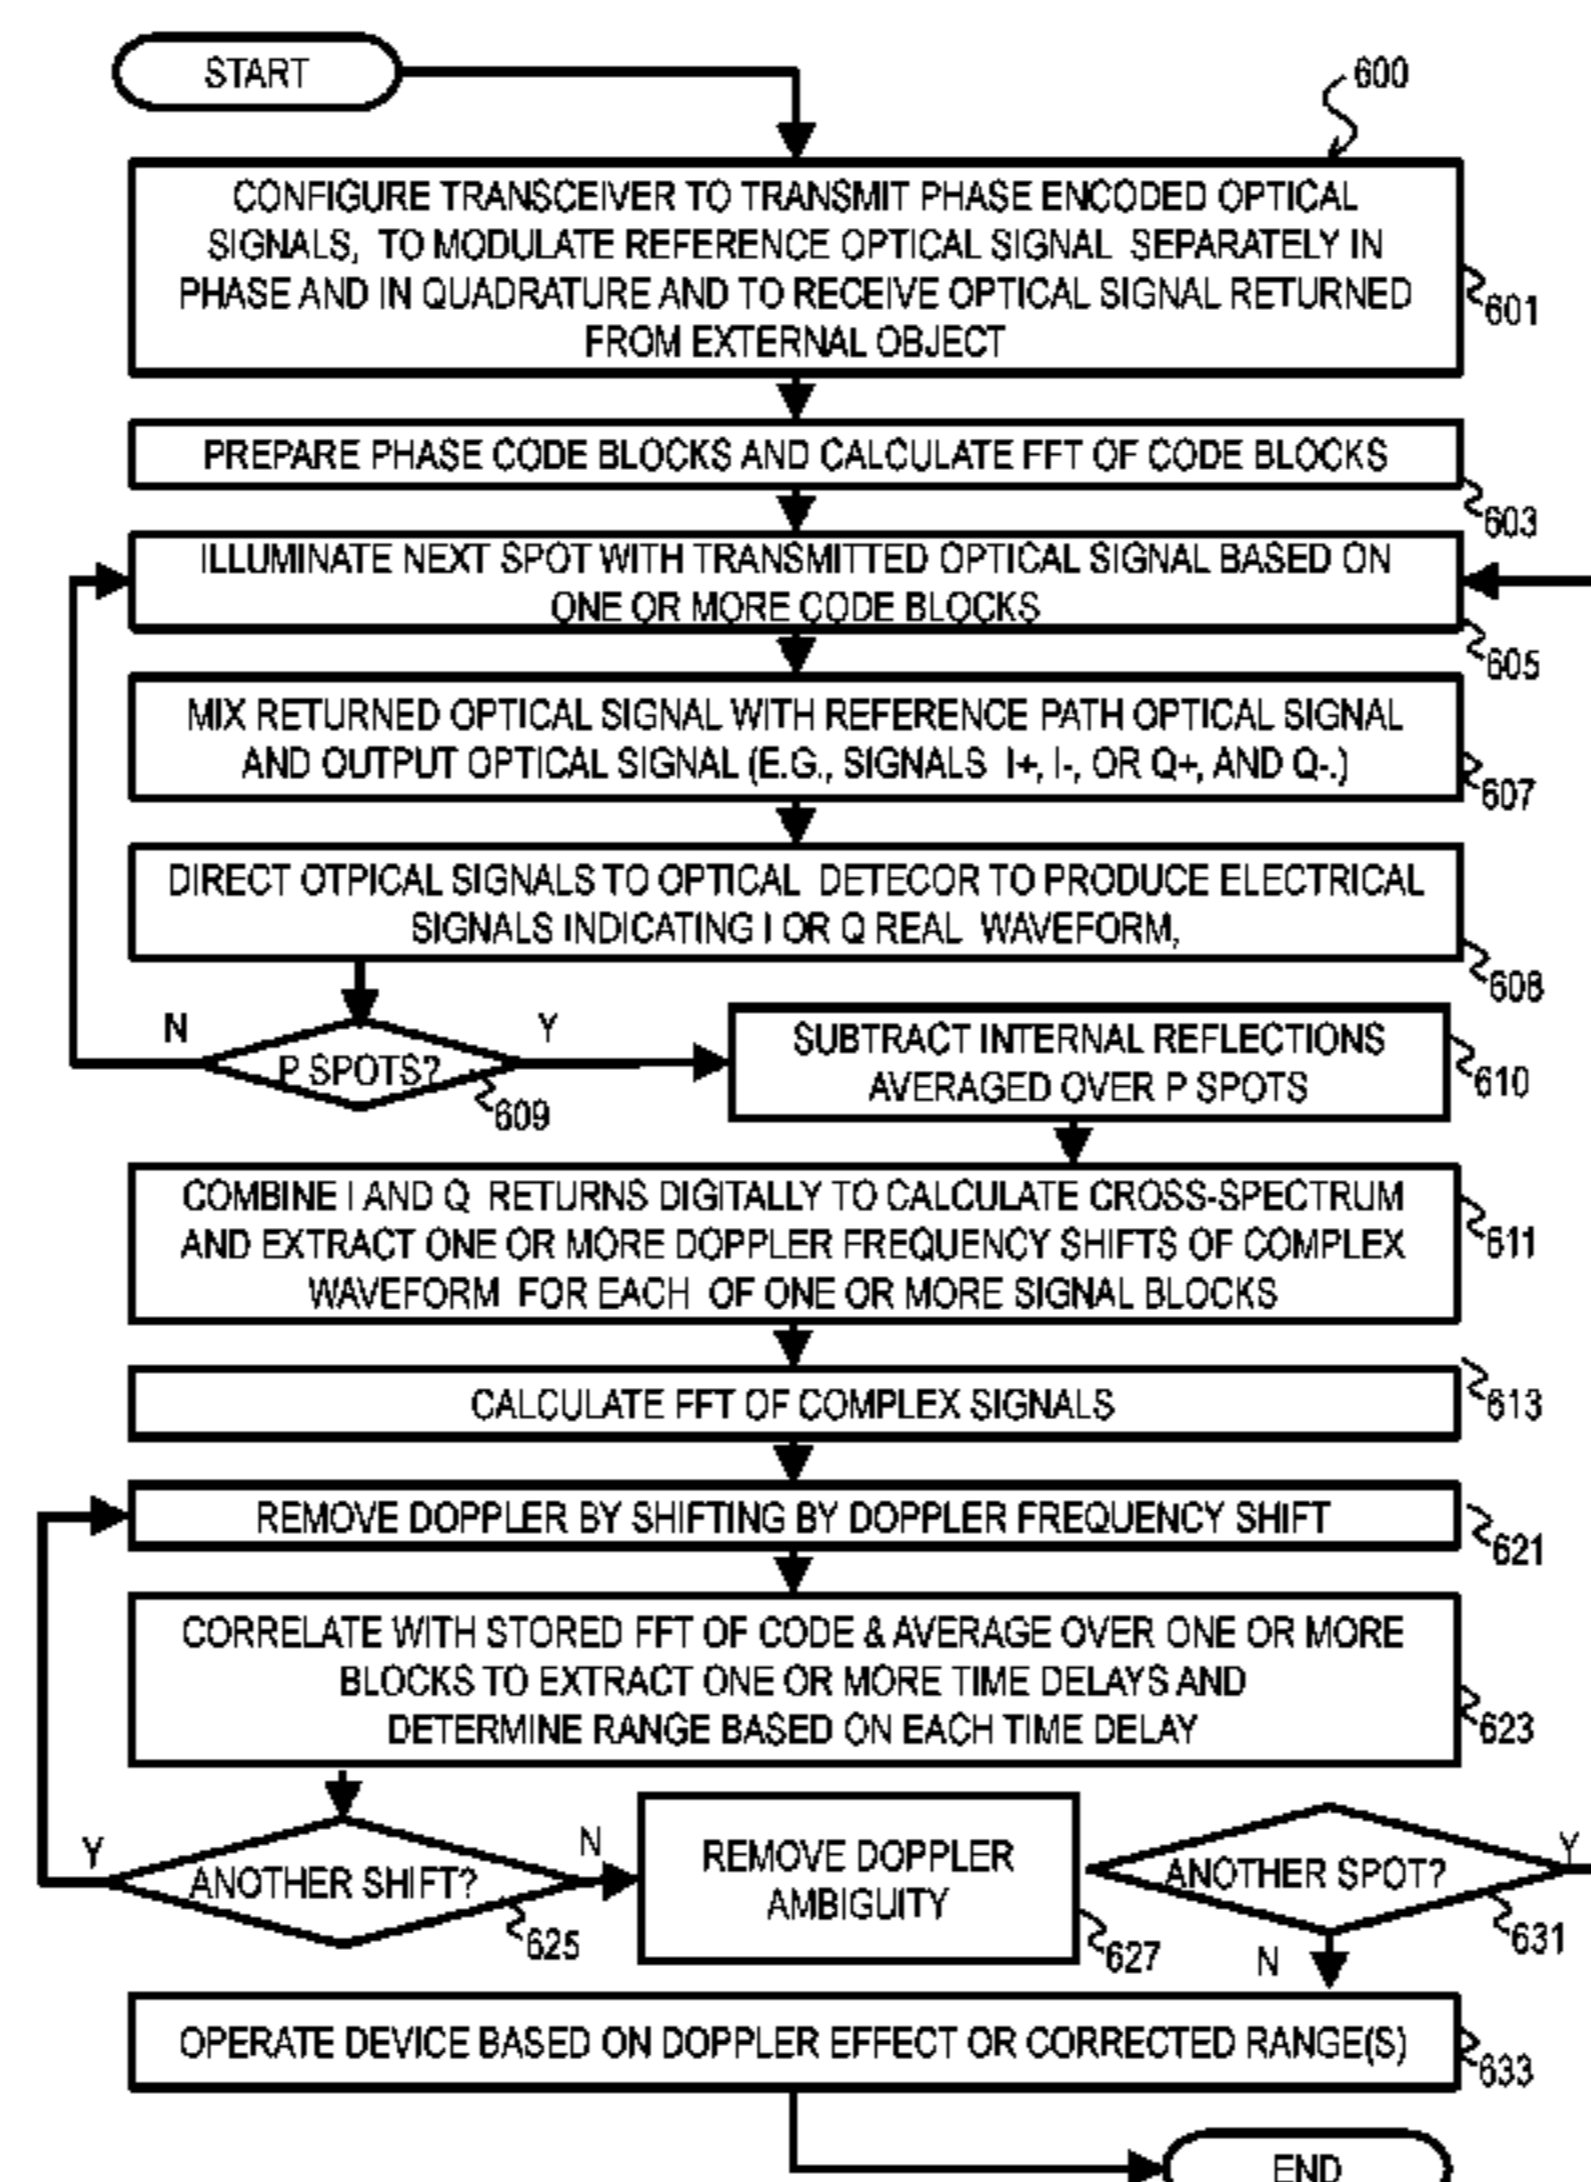 START
600
CONFIGURE TRANSCEIVER TO TRANSMIT PHASE ENCODED OPTICAL
SIGNALS, TO MODULATE REFERENCE OPTICAL SIGNAL SEPARATELY IN
PHASE AND IN QUADRATURE AND TO RECEIVE OPTICAL SIGNAL RETURNED
FROM EXTERNAL OBJECT
601
PREPARE PHASE CODE BLOCKS AND CALCULATE FFT OF CODE BLOCKS
603
ILLUMINATE NEXT SPOT WITH TRANSMITTED OPTICAL SIGNAL BASED ON
ONE OR MORE CODE BLOCKS
605
MIX RETURNED OPTICAL SIGNAL WITH REFERENCE PATH OPTICAL SIGNAL
AND OUTPUT OPTICAL SIGNAL (E.G., SIGNALS I+, I-, OR Q+, AND Q-.)
607
DIRECT OTPICAL SIGNALS TO OPTICAL DETECOR TO PRODUCE ELECTRICAL
SIGNALS INDICATING I OR Q REAL WAVEFORM,
608
N
P SPOTS?
Y
609
SUBTRACT INTERNAL REFLECTIONS
AVERAGED OVER P SPOTS
610
COMBINE I AND Q RETURNS DIGITALLY TO CALCULATE CROSS-SPECTRUM
AND EXTRACT ONE OR MORE DOPPLER FREQUENCY SHIFTS OF COMPLEX
WAVEFORM FOR EACH OF ONE OR MORE SIGNAL BLOCKS
611
CALCULATE FFT OF COMPLEX SIGNALS
613
REMOVE DOPPLER BY SHIFTING BY DOPPLER FREQUENCY SHIFT
621
CORRELATE WITH STORED FFT OF CODE & AVERAGE OVER ONE OR MORE
BLOCKS TO EXTRACT ONE OR MORE TIME DELAYS AND
DETERMINE RANGE BASED ON EACH TIME DELAY
623
Y
ANOTHER SHIFT?
N
625
REMOVE DOPPLER
AMBIGUITY
627
ANOTHER SPOT?
Y
631
N
OPERATE DEVICE BASED ON DOPPLER EFFECT OR CORRECTED RANGE(S)
633
END